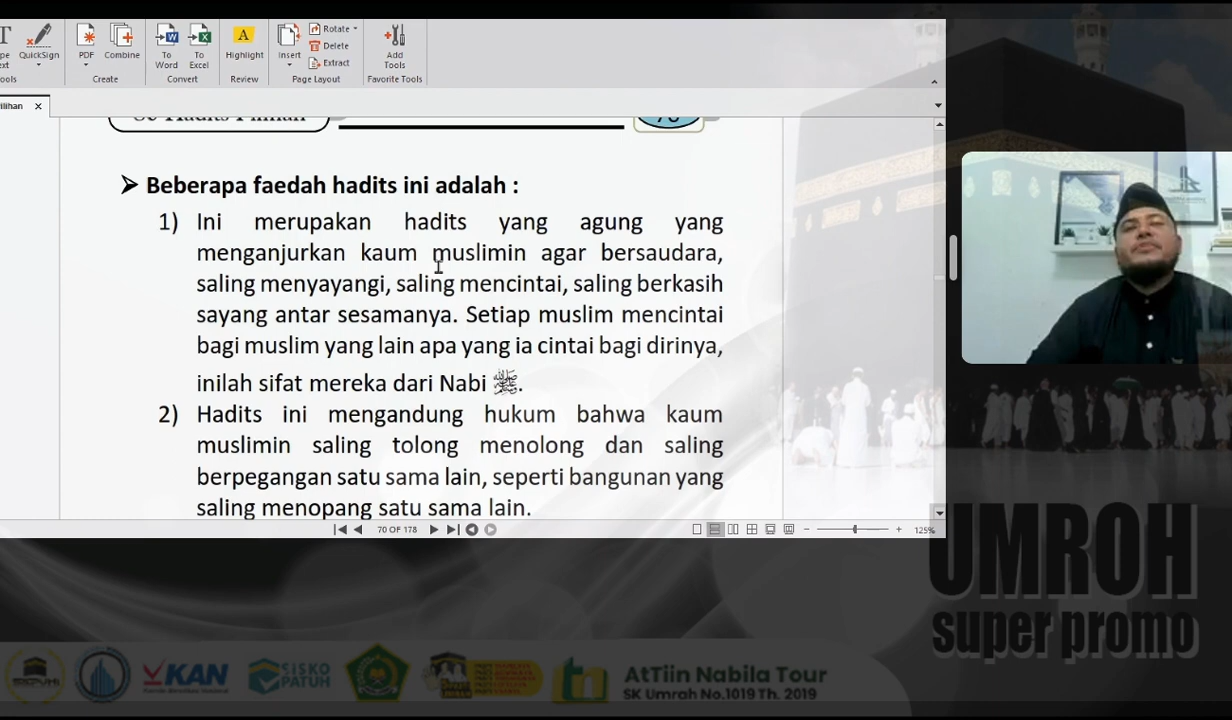 QuickSign
PDF
Combine
To Word
To Excel
Highlight
Insert
Rotate
Delete
Extract
Add Tools
Create
Convert
Review
Page Layout
Favorite Tools
➤ Beberapa faedah hadits ini adalah :
1) Ini merupakan hadits yang agung yang
menganjurkan kaum muslimin agar bersaudara,
saling menyayangi, saling mencintai, saling berkasih
sayang antar sesamanya. Setiap muslim mencintai
bagi muslim yang lain apa yang ia cintai bagi dirinya,
inilah sifat mereka dari Nabi ﷺ.
2) Hadits ini mengandung hukum bahwa kaum
muslimin saling tolong menolong dan saling
berpegangan satu sama lain, seperti bangunan yang
saling menopang satu sama lain.
70 OF 178
125%
UMROH
super promo
KAN
SISKO
PATUH
tn
AtTiin Nabila Tour
SK Umrah No.1019 Th. 2019